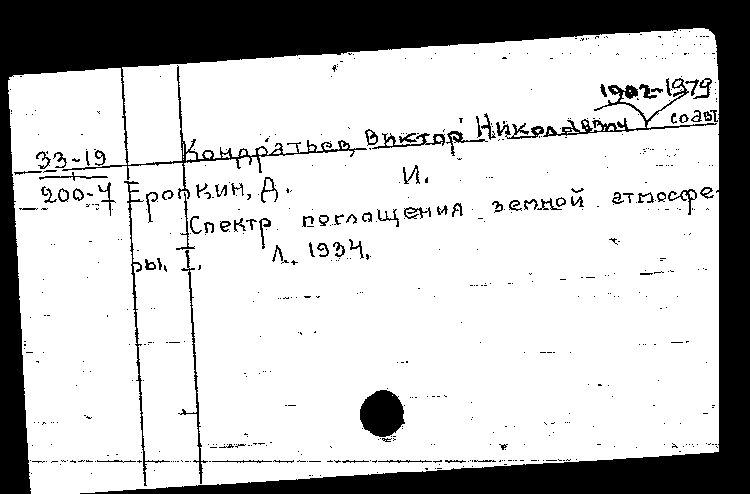 1902-1979
33-19 Кондратьев, Виктор Николаевич соавт
200-4 Еропкин, Д. И.
Спектр поглощения земной атмосфе-
ры. I. Л. 1934.